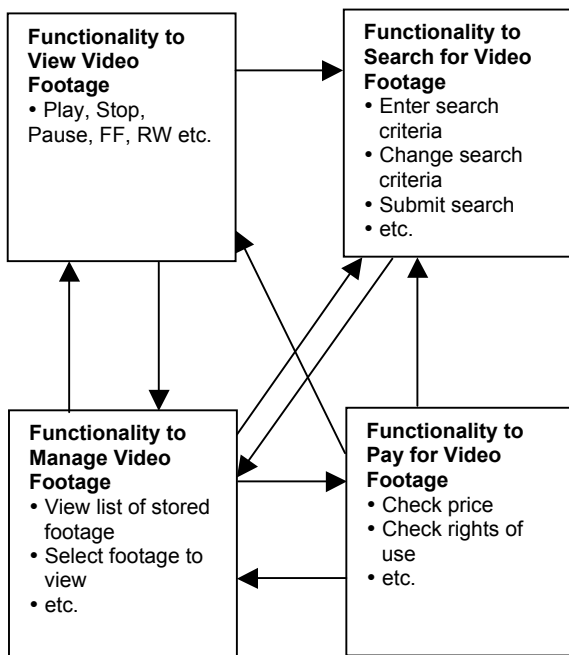 Functionality to
View Video
Footage
• Play, Stop,
Pause, FF, RW etc.
Functionality to
Search for Video
Footage
• Enter search
criteria
• Change search
criteria
• Submit search
• etc.
Functionality to
Manage Video
Footage
• View list of stored
footage
• Select footage to
view
• etc.
Functionality to
Pay for Video
Footage
• Check price
• Check rights of
use
• etc.